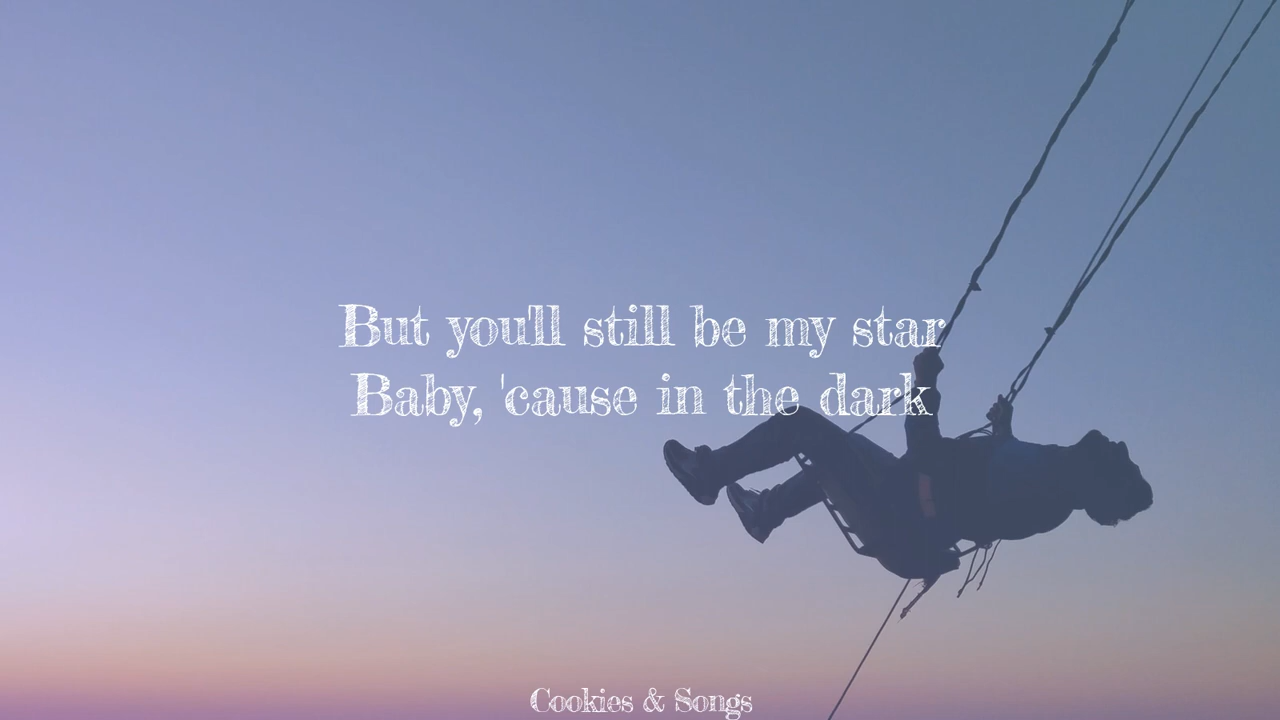 But you'll still be my star
Baby, 'cause in the dark
Cookies & Songs